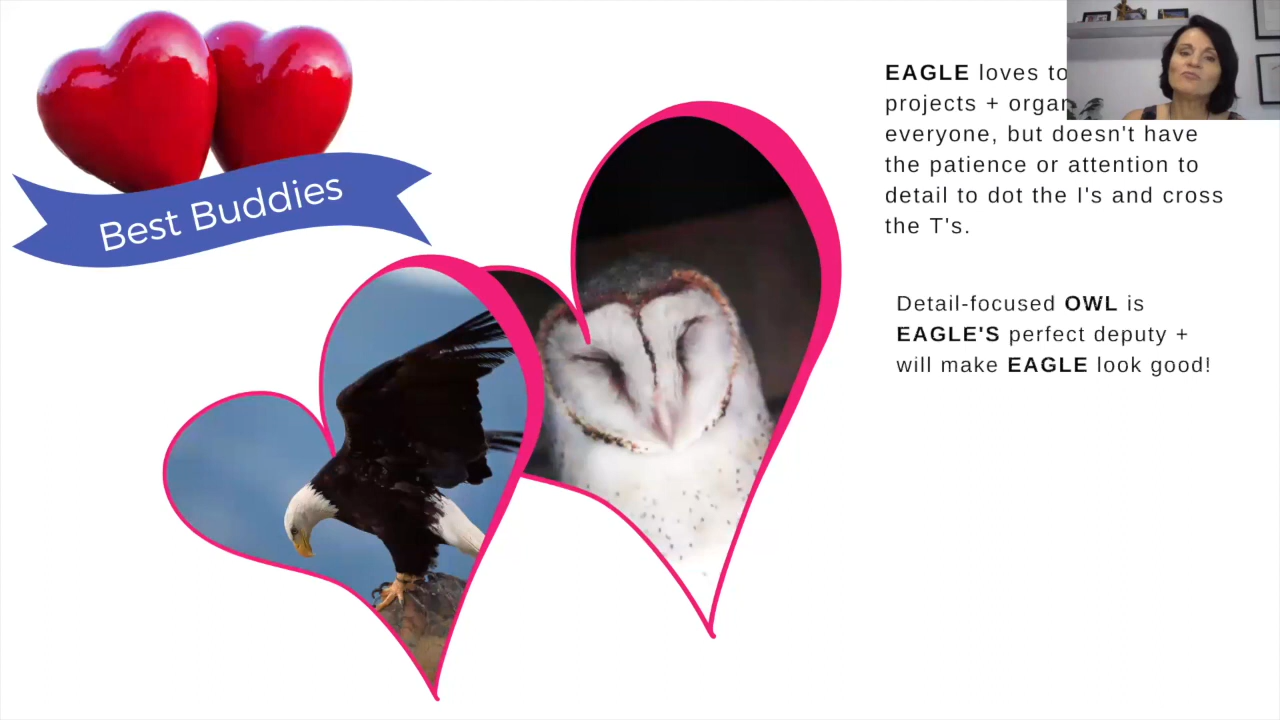 Best Buddies
EAGLE loves to
projects + organ
everyone, but doesn't have
the patience or attention to
detail to dot the I's and cross
the T's.
Detail-focused OWL is
EAGLE'S perfect deputy +
will make EAGLE look good!